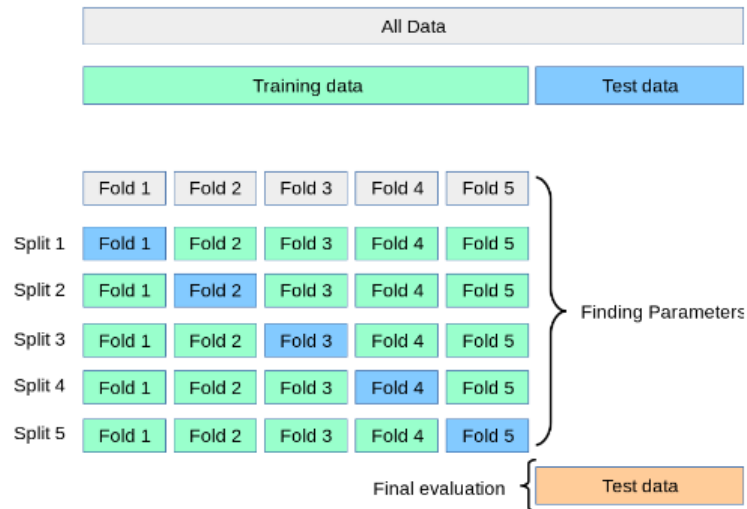 All Data
Training data Test data
Fold 1 Fold 2 Fold 3 Fold 4 Fold 5
Split 1 Fold 1 Fold 2 Fold 3 Fold 4 Fold 5
Split 2 Fold 1 Fold 2 Fold 3 Fold 4 Fold 5
Finding Parameters
Split 3 Fold 1 Fold 2 Fold 3 Fold 4 Fold 5
Split 4 Fold 1 Fold 2 Fold 3 Fold 4 Fold 5
Split 5 Fold 1 Fold 2 Fold 3 Fold 4 Fold 5
Final evaluation Test data